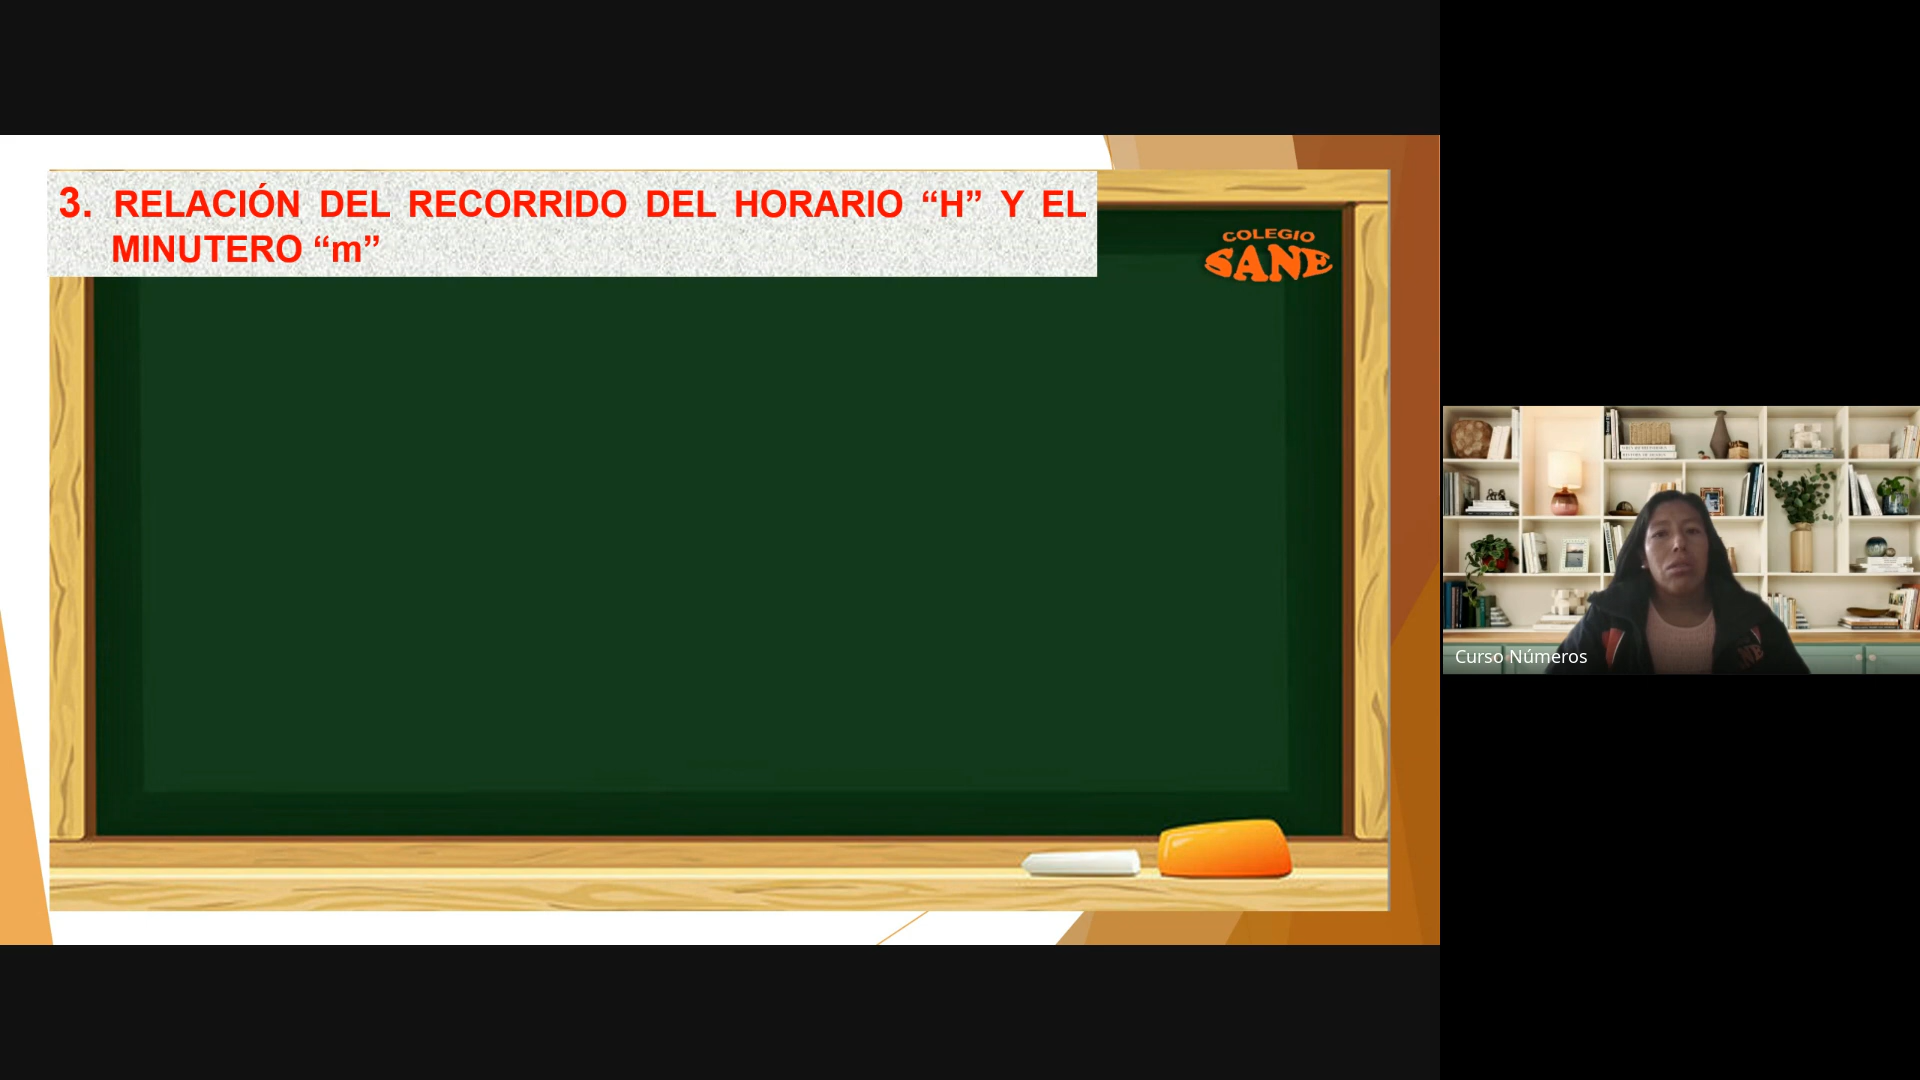 3. RELACIÓN DEL RECORRIDO DEL HORARIO “H” Y EL
MINUTERO “m”
COLEGIO
SANE
Curso Números